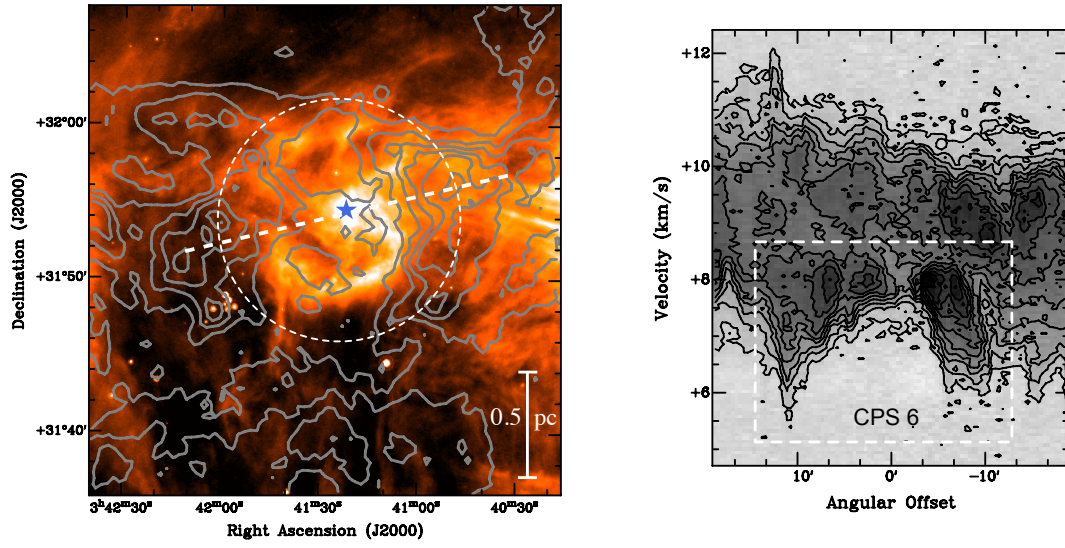 +32°00'
+31°50'
+31°40'
Declination (J2000)
0.5 pc
3ʰ42ᵐ30ˢ 42ᵐ00ˢ 41ᵐ30ˢ 41ᵐ00ˢ 40ᵐ30ˢ
Right Ascension (J2000)
+12
+10
+8
+6
Velocity (km/s)
CPS 6
10' 0' -10'
Angular Offset